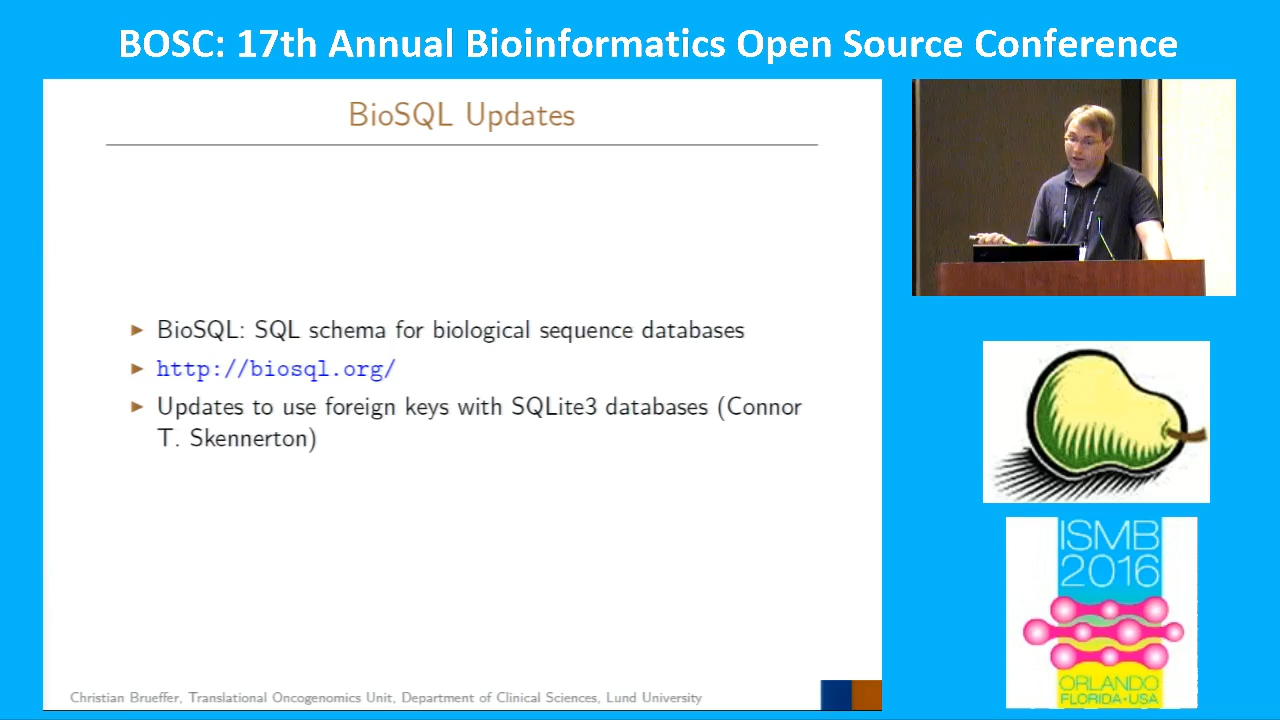 BOSC: 17th Annual Bioinformatics Open Source Conference
BioSQL Updates
BioSQL: SQL schema for biological sequence databases
http://biosql.org/
Updates to use foreign keys with SQLite3 databases (Connor
T. Skennerton)
Christian Brueffer, Translational Oncogenomics Unit, Department of Clinical Sciences, Lund University
ISMB
2016
ORLANDO
FLORIDA•USA